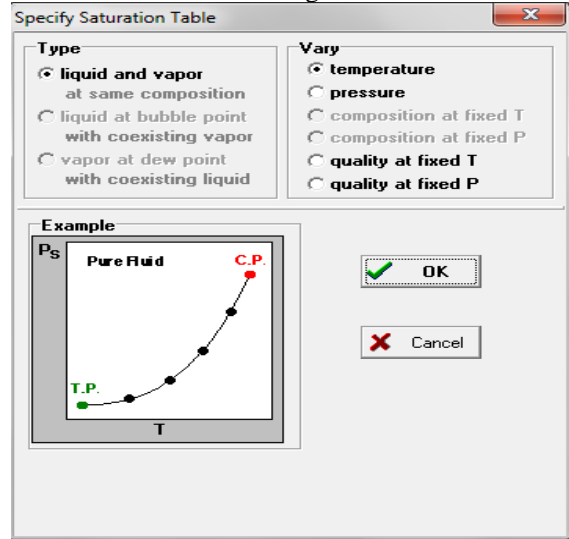 Specify Saturation Table
Type
liquid and vapor
at same composition
liquid at bubble point
with coexisting vapor
vapor at dew point
with coexisting liquid
Vary
temperature
pressure
composition at fixed T
composition at fixed P
quality at fixed T
quality at fixed P
Example
Ps
Pure Fluid
C.P.
T.P.
T
OK
Cancel